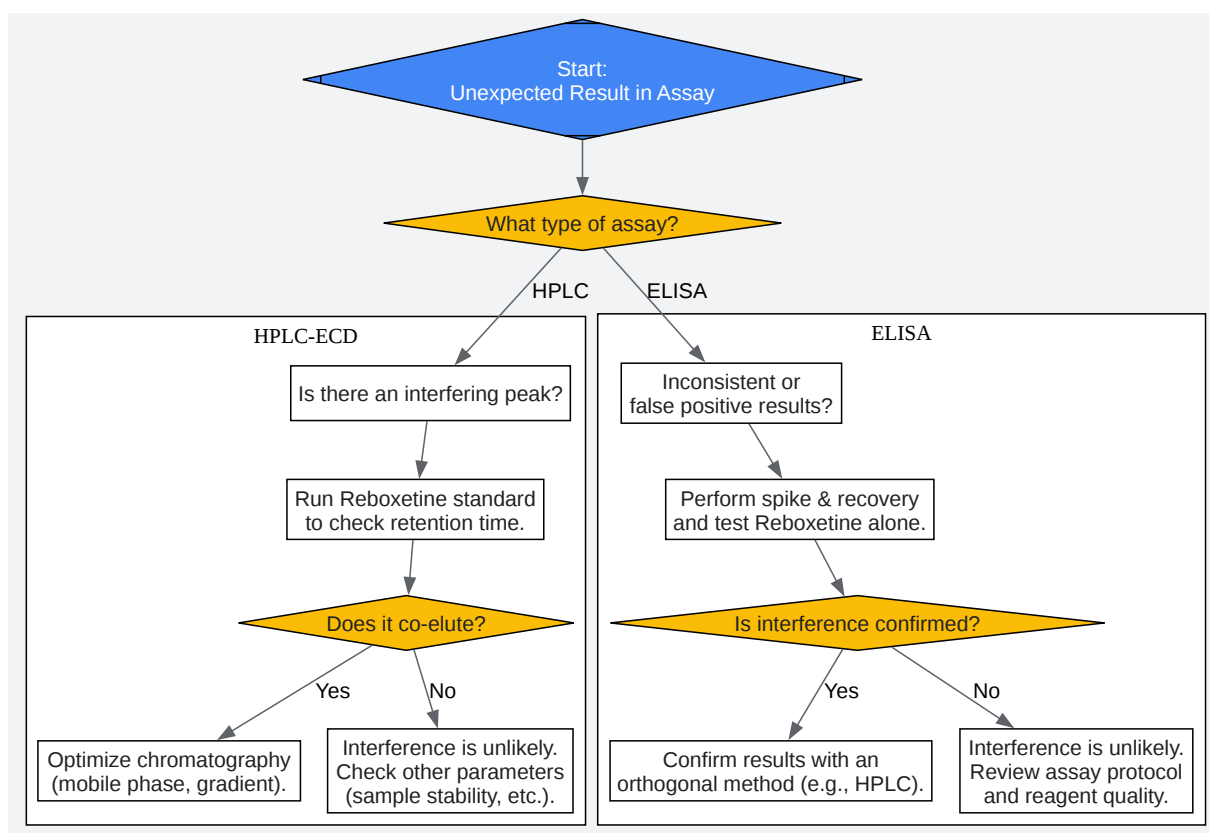 Start:
Unexpected Result in Assay
What type of assay?
HPLC
ELISA
HPLC-ECD
Is there an interfering peak?
Run Reboxetine standard
to check retention time.
Does it co-elute?
Yes
No
Optimize chromatography
(mobile phase, gradient).
Interference is unlikely.
Check other parameters
(sample stability, etc.).
ELISA
Inconsistent or
false positive results?
Perform spike & recovery
and test Reboxetine alone.
Is interference confirmed?
Yes
No
Confirm results with an
orthogonal method (e.g., HPLC).
Interference is unlikely.
Review assay protocol
and reagent quality.